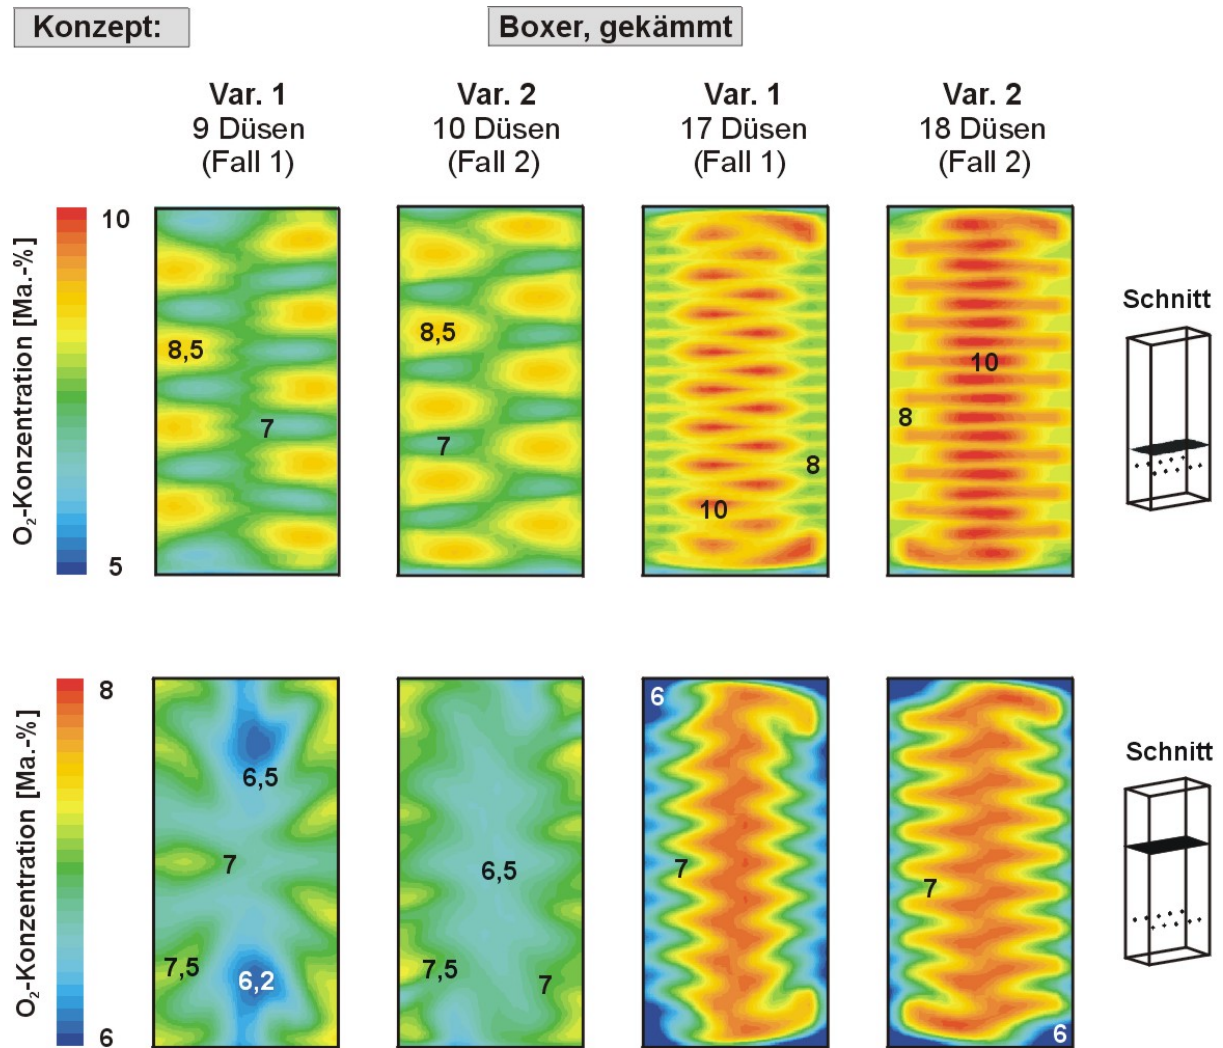 Konzept:
Boxer, gekämmt
Var. 1
9 Düsen
(Fall 1)
Var. 2
10 Düsen
(Fall 2)
Var. 1
17 Düsen
(Fall 1)
Var. 2
18 Düsen
(Fall 2)
O₂-Konzentration [Ma.-%]
10
5
8,5
7
8,5
7
8
10
10
8
Schnitt
O₂-Konzentration [Ma.-%]
8
6
6,5
7
7,5
6,2
6,5
7,5
7
6
7
7
6
Schnitt